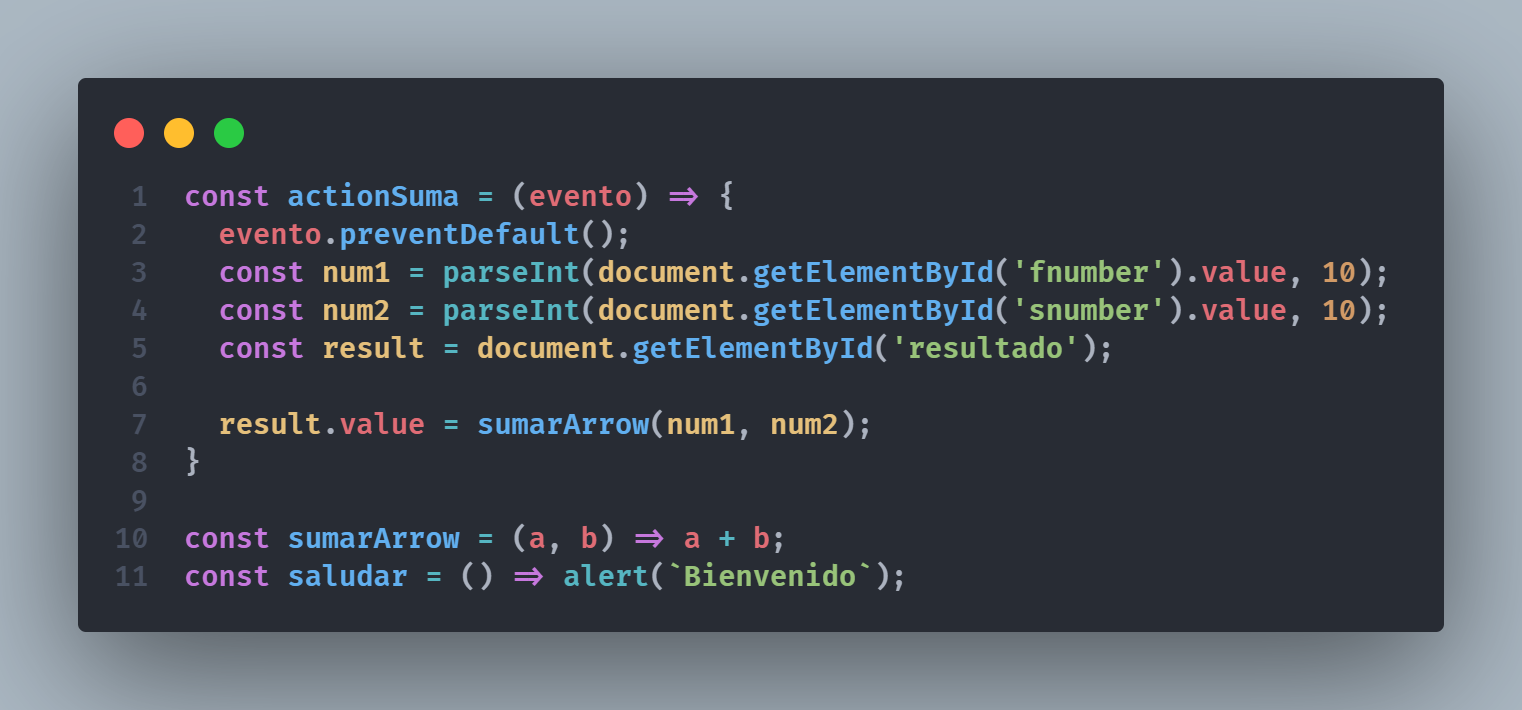 1 const actionSuma = (evento) => {
2   evento.preventDefault();
3   const num1 = parseInt(document.getElementById('fnumber').value, 10);
4   const num2 = parseInt(document.getElementById('snumber').value, 10);
5   const result = document.getElementById('resultado');
6
7   result.value = sumarArrow(num1, num2);
8 }
9
10 const sumarArrow = (a, b) => a + b;
11 const saludar = () => alert(`Bienvenido`);